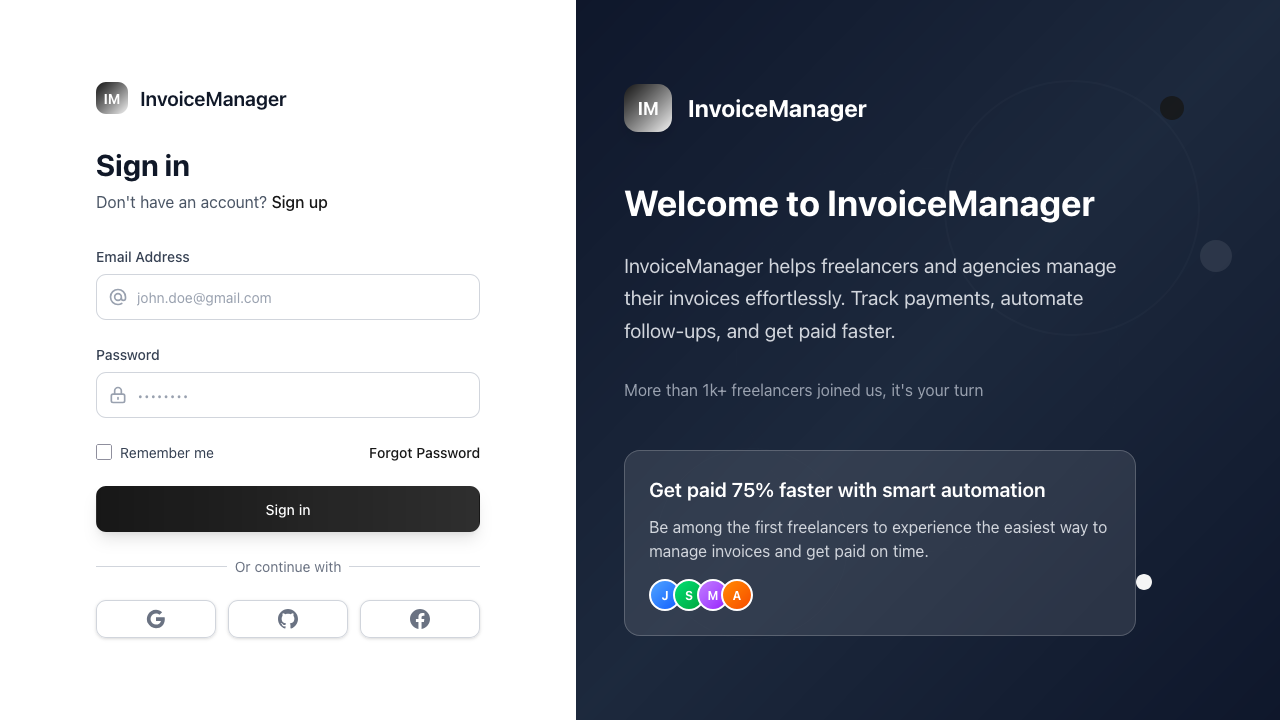 IM InvoiceManager
Sign in
Don't have an account? Sign up
Email Address
john.doe@gmail.com
Password
••••••••
Remember me
Forgot Password
Sign in
Or continue with
IM InvoiceManager
Welcome to InvoiceManager
InvoiceManager helps freelancers and agencies manage
their invoices effortlessly. Track payments, automate
follow-ups, and get paid faster.
More than 1k+ freelancers joined us, it's your turn
Get paid 75% faster with smart automation
Be among the first freelancers to experience the easiest way to
manage invoices and get paid on time.
J S M A